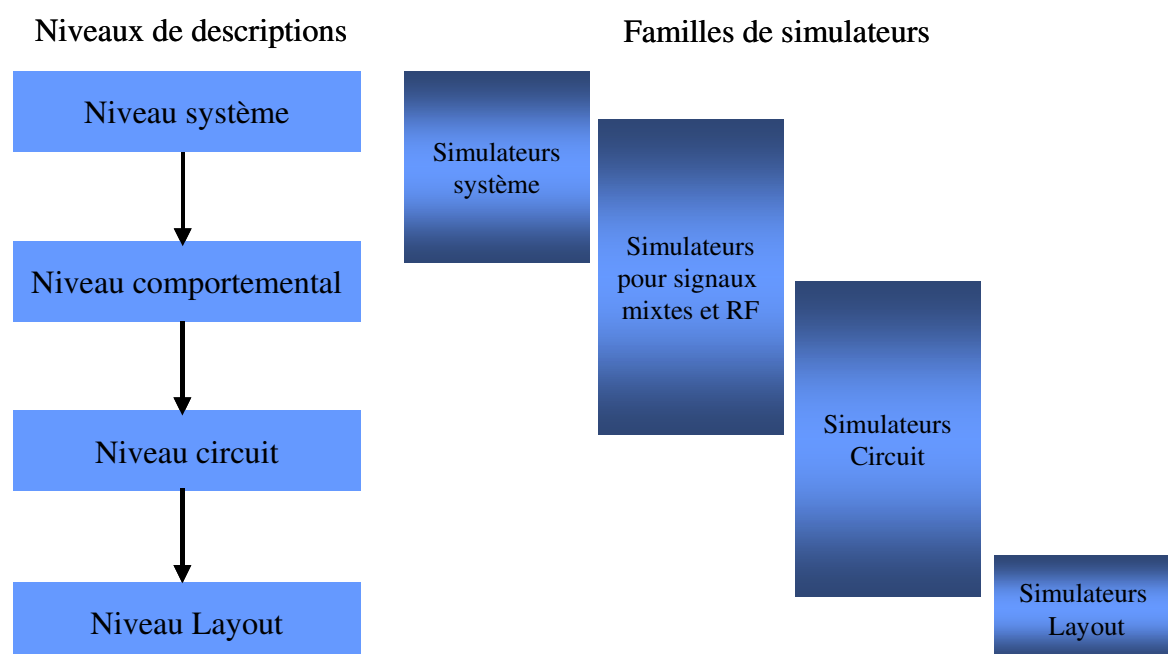 Niveaux de descriptions
Familles de simulateurs
Niveau système
Niveau comportemental
Niveau circuit
Niveau Layout
Simulateurs
système
Simulateurs
pour signaux
mixtes et RF
Simulateurs
Circuit
Simulateurs
Layout